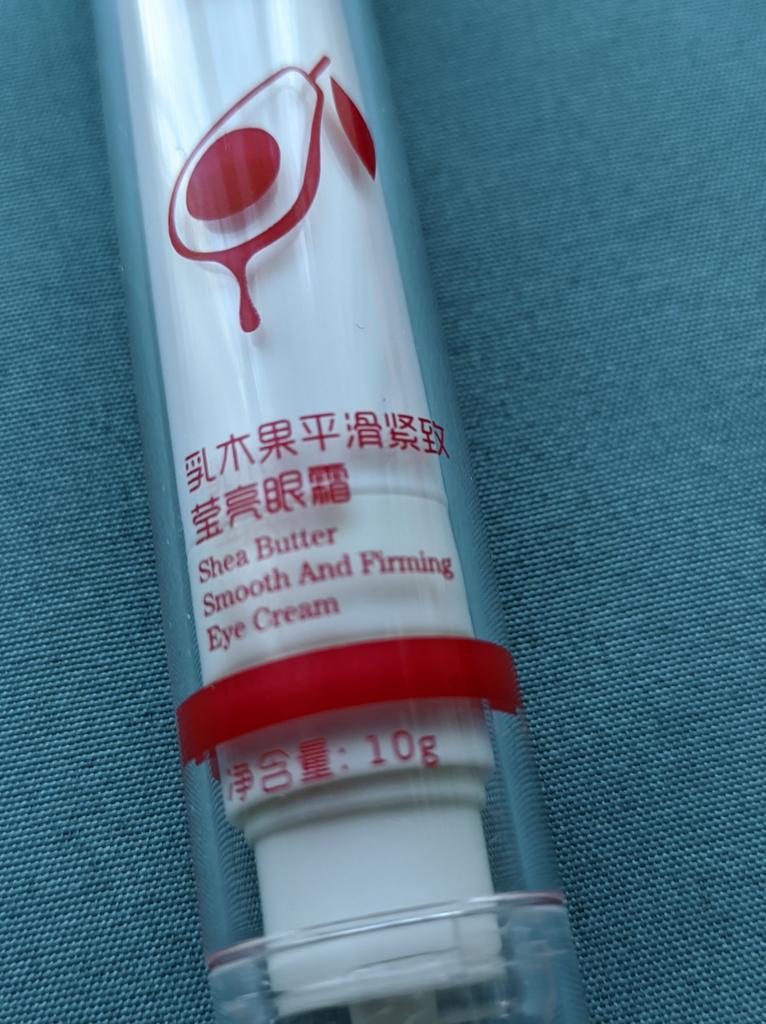 乳木果平滑紧致
莹亮眼霜
Shea Butter
Smooth And Firming
Eye Cream
净含量: 10g